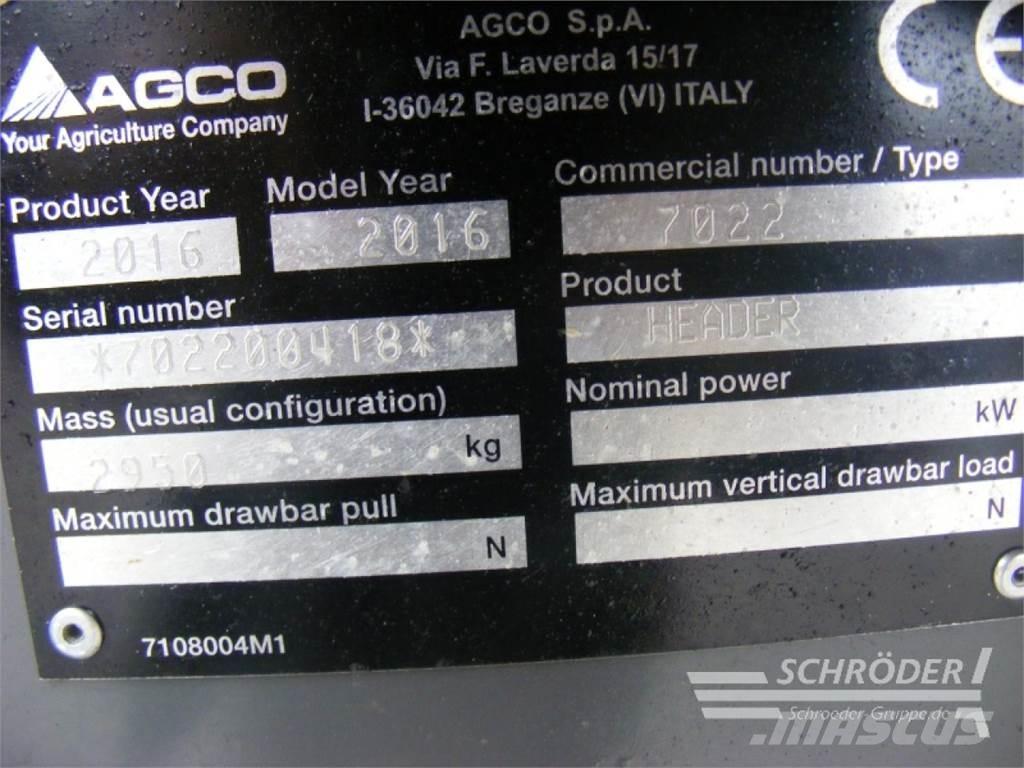 AGCO
Your Agriculture Company
AGCO S.p.A.
Via F. Laverda 15/17
I-36042 Breganze (VI) ITALY
CE
Product Year
2016
Model Year
2016
Commercial number / Type
7022
Serial number
*702200418*
Product
HEADER
Mass (usual configuration)
2950 kg
Nominal power
kW
Maximum drawbar pull
N
Maximum vertical drawbar load
N
7108004M1
SCHRÖDER
Schroeder-Gruppe.de
MASCUS